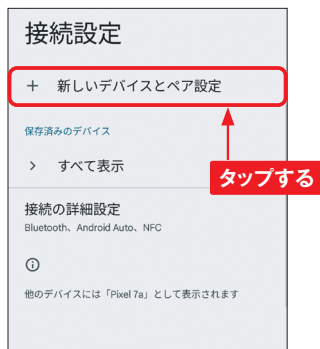 接続設定
+ 新しいデバイスとペア設定
保存済みのデバイス
> すべて表示
タップする
接続の詳細設定
Bluetooth、Android Auto、NFC
他のデバイスには「Pixel 7a」として表示されます